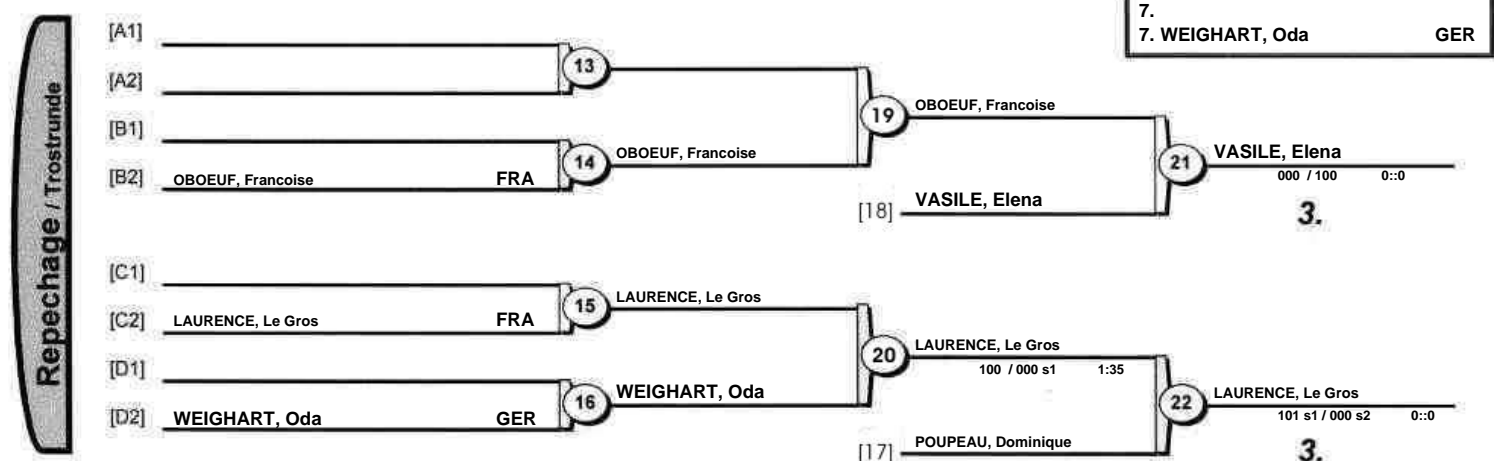 7.
7. WEIGHART, Oda GER
Repechage / Trostrunde
[A1]
13
[A2]
[B1]
19 OBOEUF, Francoise
14 OBOEUF, Francoise
[B2] OBOEUF, Francoise FRA
21 VASILE, Elena
000 / 100 0::0
[18] VASILE, Elena
3.
[C1]
15 LAURENCE, Le Gros
[C2] LAURENCE, Le Gros FRA
20 LAURENCE, Le Gros
100 / 000 s1 1:35
[D1]
16 WEIGHART, Oda
[D2] WEIGHART, Oda GER
22 LAURENCE, Le Gros
101 s1 / 000 s2 0::0
[17] POUPEAU, Dominique
3.